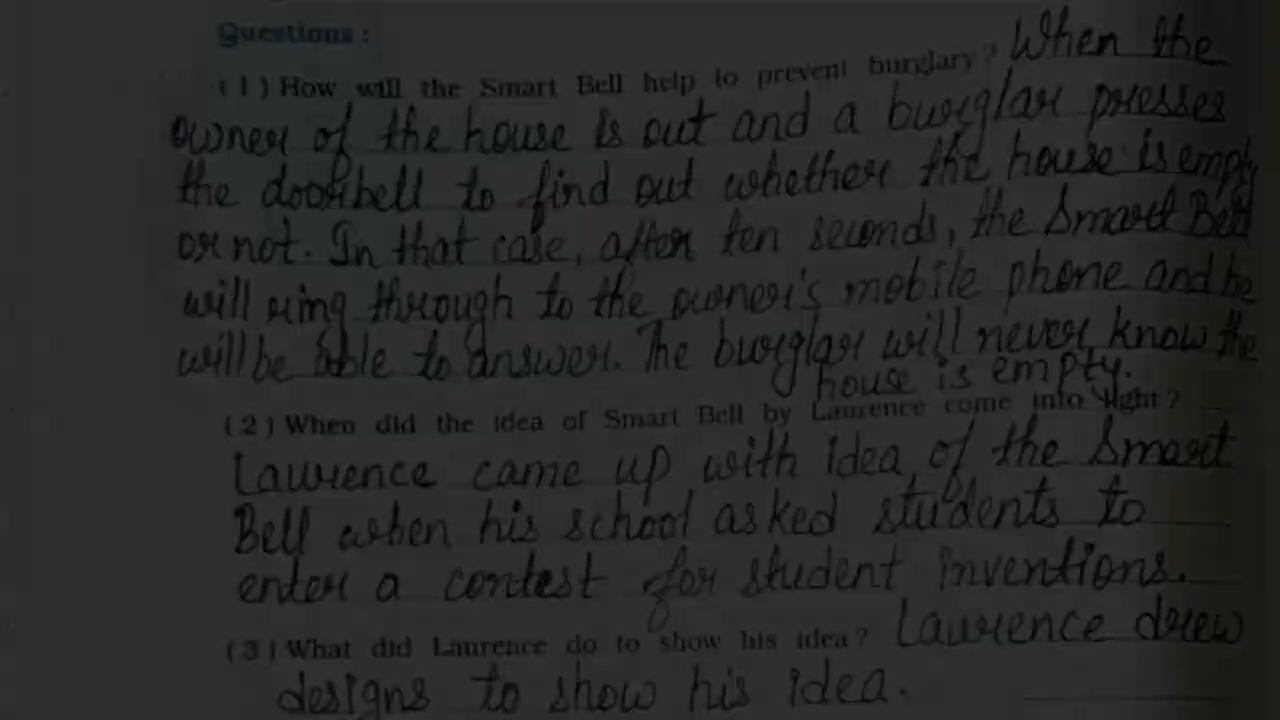 Questions :
(1) How will the Smart Bell help to prevent burglary? When the
owner of the house is out and a burglar presses
the doorbell to find out whether the house is empty
or not. In that case, after ten seconds, the Smart Bell
will ring through to the owner's mobile phone and he
will be able to answer. The burglar will never know the
house is empty.
(2) When did the idea of Smart Bell by Laurence come into light?
Laurence came up with idea of the Smart
Bell when his school asked students to
enter a contest for student inventions.
(3) What did Laurence do to show his idea? Laurence drew
designs to show his idea.